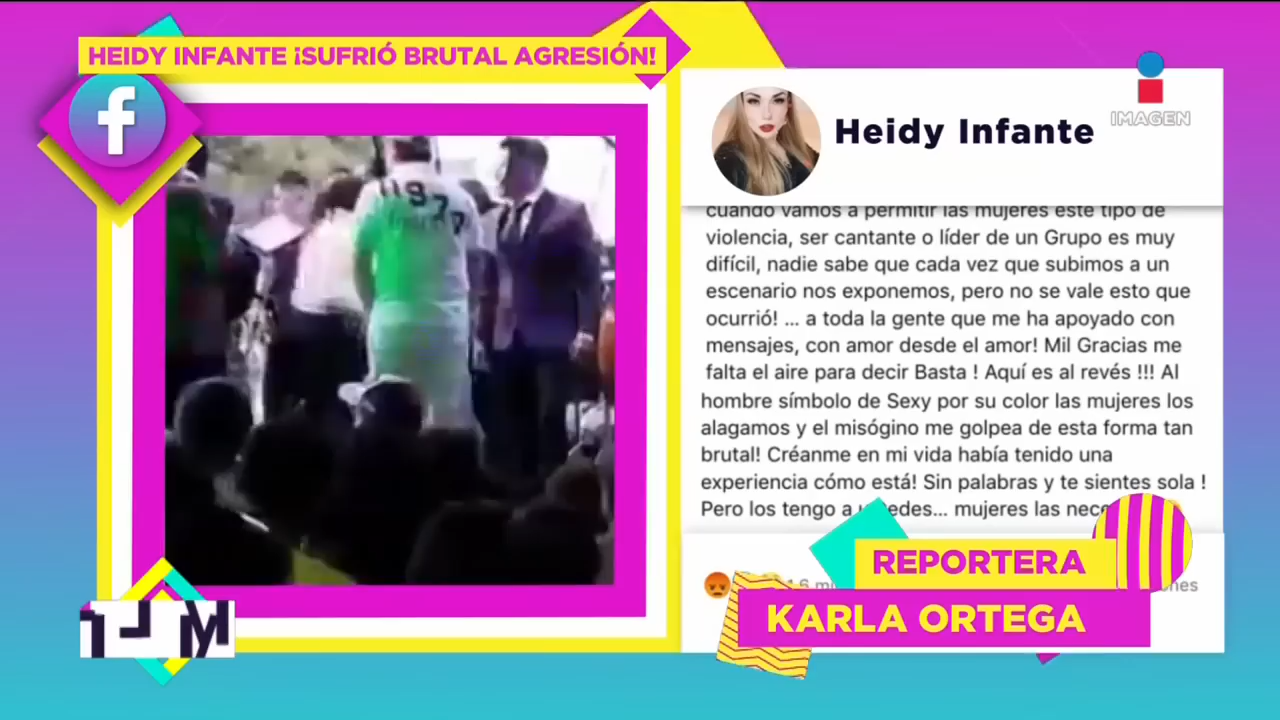 HEIDY INFANTE ¡SUFRIÓ BRUTAL AGRESIÓN!
f
IMAGEN
Heidy Infante
cuando vamos a permitir las mujeres este tipo de
violencia, ser cantante o líder de un Grupo es muy
difícil, nadie sabe que cada vez que subimos a un
escenario nos exponemos, pero no se vale esto que
ocurrió! ... a toda la gente que me ha apoyado con
mensajes, con amor desde el amor! Mil Gracias me
falta el aire para decir Basta ! Aquí es al revés !!! Al
hombre símbolo de Sexy por su color las mujeres los
alagamos y el misógino me golpea de esta forma tan
brutal! Créanme en mi vida había tenido una
experiencia cómo está! Sin palabras y te sientes sola !
Pero los tengo a mujeres las
REPORTERA
KARLA ORTEGA